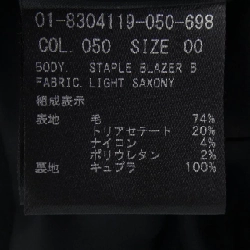 01-8304119-050-698
COL. 050 SIZE 00
BODY. STAPLE BLAZER B
FABRIC. LIGHT SAXONY
組成表示
表地 毛 74%
トリアセテート 20%
ナイロン 4%
ポリウレタン 2%
裏地 キュプラ 100%